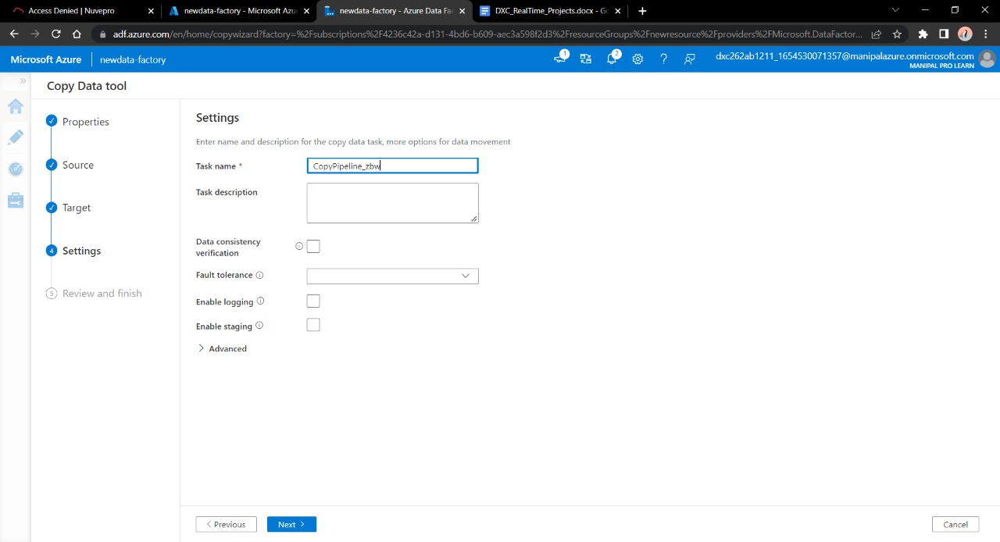 Access Denied | Nuvepro
newdata-factory - Microsoft Azu
newdata-factory - Azure Data Fa
DXC_RealTime_Projects.docx - Go
adf.azure.com/en/home/copywizard?factory=%2Fsubscriptions%2F4236c42a-d131-4bd6-b609-aec3a598f2d3%2FresourceGroups%2Fnewresource%2Fproviders%2FMicrosoft.DataFactor...
Microsoft Azure
newdata-factory
1
2
dxc262ab1211_1654530071357@manipalazure.onmicrosoft.com
MANIPAL PRO LEARN
Copy Data tool
Properties
Source
Target
4 Settings
5 Review and finish
Settings
Enter name and description for the copy data task, more options for data movement
Task name * CopyPipeline_zbw
Task description
Data consistency
verification
Fault tolerance
Enable logging
Enable staging
Advanced
< Previous
Next >
Cancel